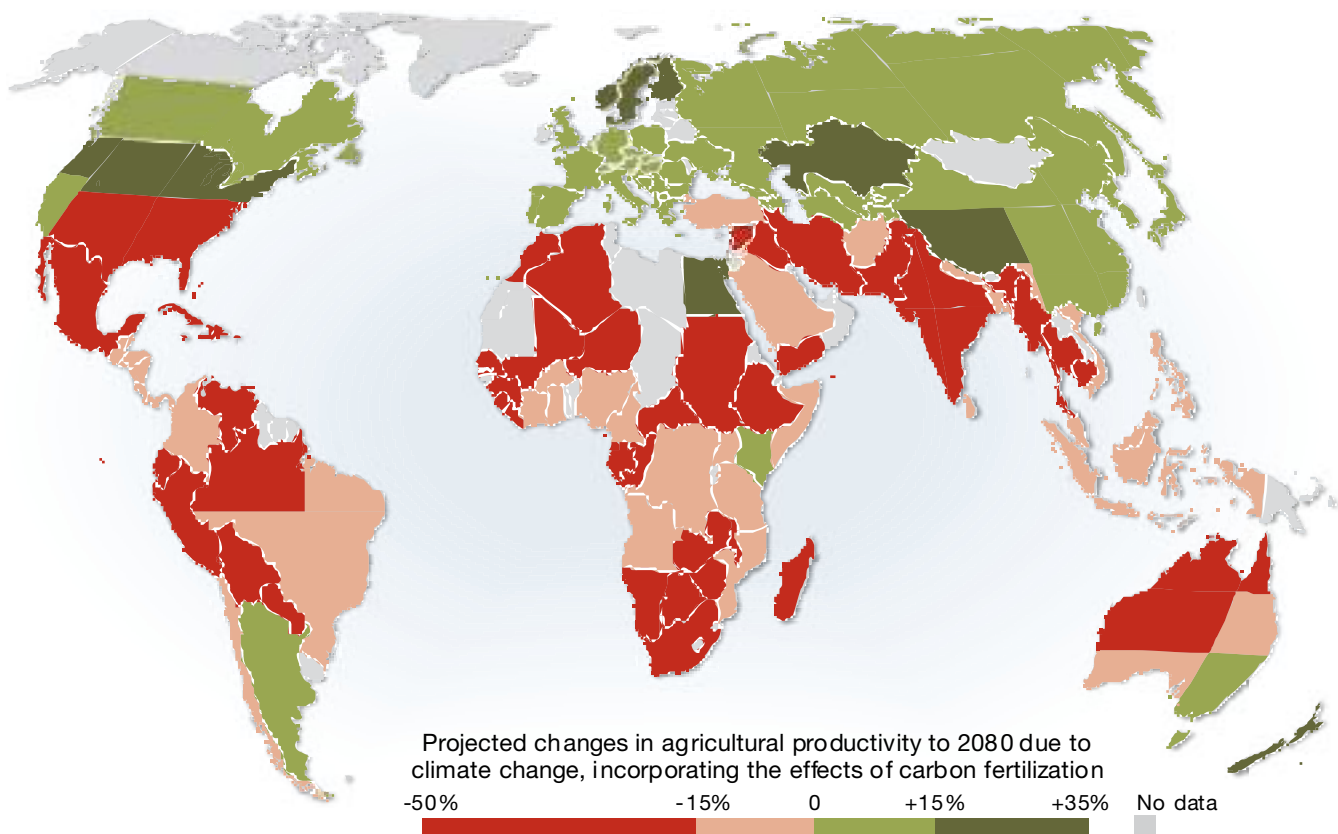 Projected changes in agricultural productivity to 2080 due to
climate change, incorporating the effects of carbon fertilization
-50% -15% 0 +15% +35% No data